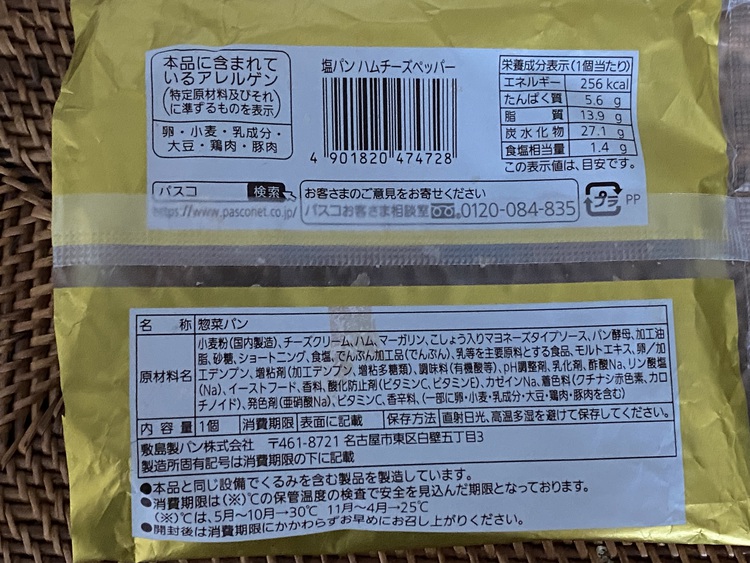 本品に含まれて
いるアレルゲン
(特定原材料及びそれ
に準ずるものを表示)
卵・小麦・乳成分・
大豆・鶏肉・豚肉
塩パン ハムチーズペッパー
4 901820 474728
栄養成分表示(1個当たり)
エネルギー 256 kcal
たんぱく質 5.6 g
脂質 13.9 g
炭水化物 27.1 g
食塩相当量 1.4 g
この表示値は、目安です。
パスコ 検索
https://www.pasconet.co.jp/
お客さまのご意見をお寄せください
パスコお客さま相談室 0120-084-835
プラ PP
名称 惣菜パン
原材料名
小麦粉(国内製造)、チーズクリーム、ハム、マーガリン、こしょう入りマヨネーズタイプソース、パン酵母、加工油
脂、砂糖、ショートニング、食塩、でんぷん加工品(でんぷん)、乳等を主要原料とする食品、モルトエキス、卵/加
工デンプン、増粘剤(加工デンプン、増粘多糖類)、調味料(有機酸等)、pH調整剤、乳化剤、酢酸Na、リン酸塩
(Na)、イーストフード、香料、酸化防止剤(ビタミンC、ビタミンE)、カゼインNa、着色料(クチナシ赤色素、カロ
チノイド)、発色剤(亜硝酸Na)、ビタミンC、香辛料、(一部に卵・小麦・乳成分・大豆・鶏肉・豚肉を含む)
内容量 1個 消費期限 表面に記載 保存方法 直射日光、高温多湿を避けて保存してください。
敷島製パン株式会社 〒461-8721 名古屋市東区白壁五丁目3
製造所固有記号は消費期限の下に記載
●本品と同じ設備でくるみを含む製品を製造しています。
●消費期限は(※)℃の保管温度の検査で安全を見込んだ期限となっております。
(※)℃は、5月〜10月→30℃ 11月〜4月→25℃
●開封後は消費期限にかかわらずお早めにお召し上がりください。